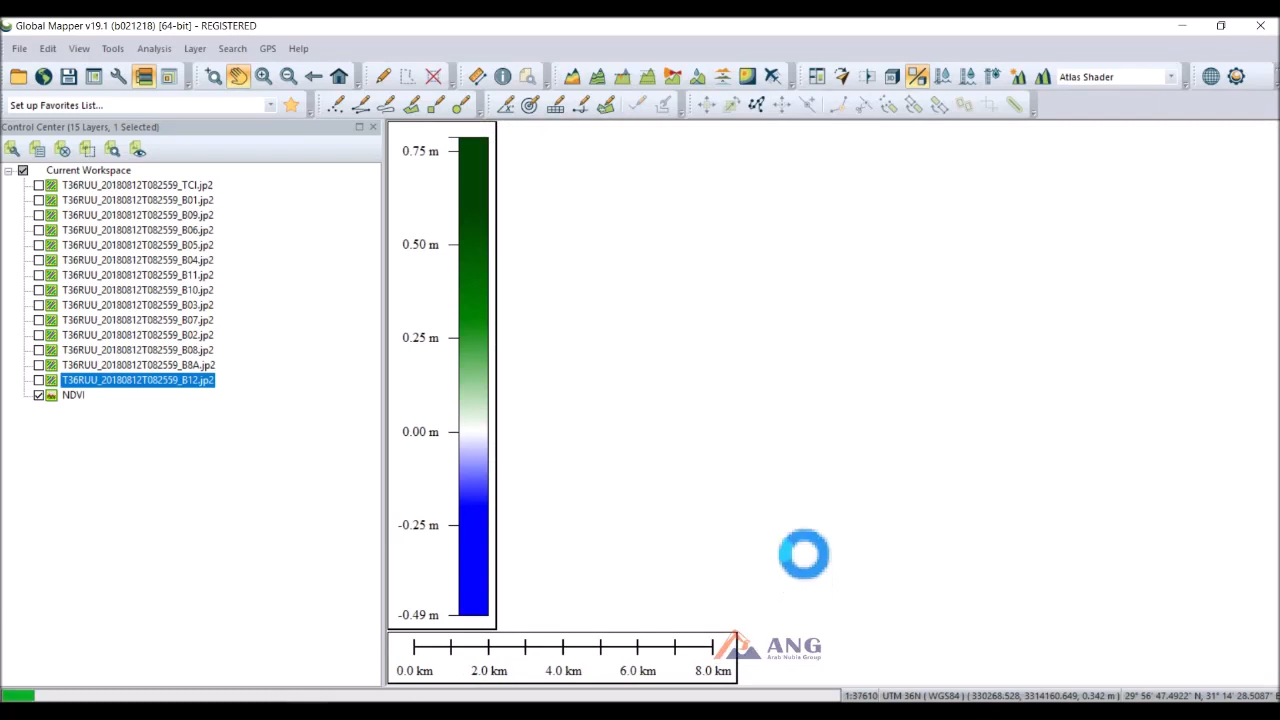 Global Mapper v19.1 (b021218) [64-bit] - REGISTERED
File Edit View Tools Analysis Layer Search GPS Help
Atlas Shader
Set up Favorites List...
Control Center (15 Layers, 1 Selected)
Current Workspace
T36RUU_20180812T082559_TCI.jp2
T36RUU_20180812T082559_B01.jp2
T36RUU_20180812T082559_B09.jp2
T36RUU_20180812T082559_B06.jp2
T36RUU_20180812T082559_B05.jp2
T36RUU_20180812T082559_B04.jp2
T36RUU_20180812T082559_B11.jp2
T36RUU_20180812T082559_B10.jp2
T36RUU_20180812T082559_B03.jp2
T36RUU_20180812T082559_B07.jp2
T36RUU_20180812T082559_B02.jp2
T36RUU_20180812T082559_B08.jp2
T36RUU_20180812T082559_B8A.jp2
T36RUU_20180812T082559_B12.jp2
NDVI
0.75 m
0.50 m
0.25 m
0.00 m
-0.25 m
-0.49 m
0.0 km 2.0 km 4.0 km 6.0 km 8.0 km
ANG
Arab Nubia Group
1:37610 UTM 36N ( WGS84 ) ( 330268.528, 3314160.649, 0.342 m ) 29° 56' 47.4922" N, 31° 14' 28.5087" E